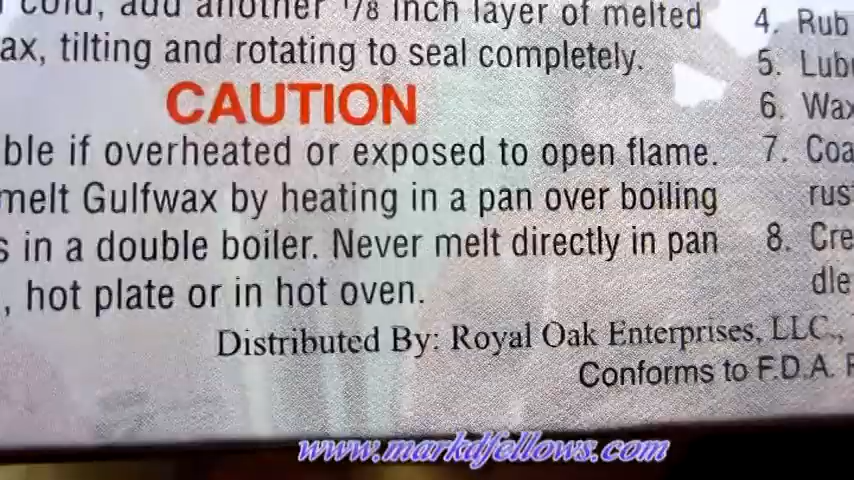 cold, add another 1/8 inch layer of melted
ax, tilting and rotating to seal completely.
CAUTION
ble if overheated or exposed to open flame.
melt Gulfwax by heating in a pan over boiling
s in a double boiler. Never melt directly in pan
, hot plate or in hot oven.
Distributed By: Royal Oak Enterprises, LLC.,
Conforms to F.D.A.
4. Rub
5. Lub
6. Wax
7. Coa
rus
8. Cre
dle
www.markdfellows.com